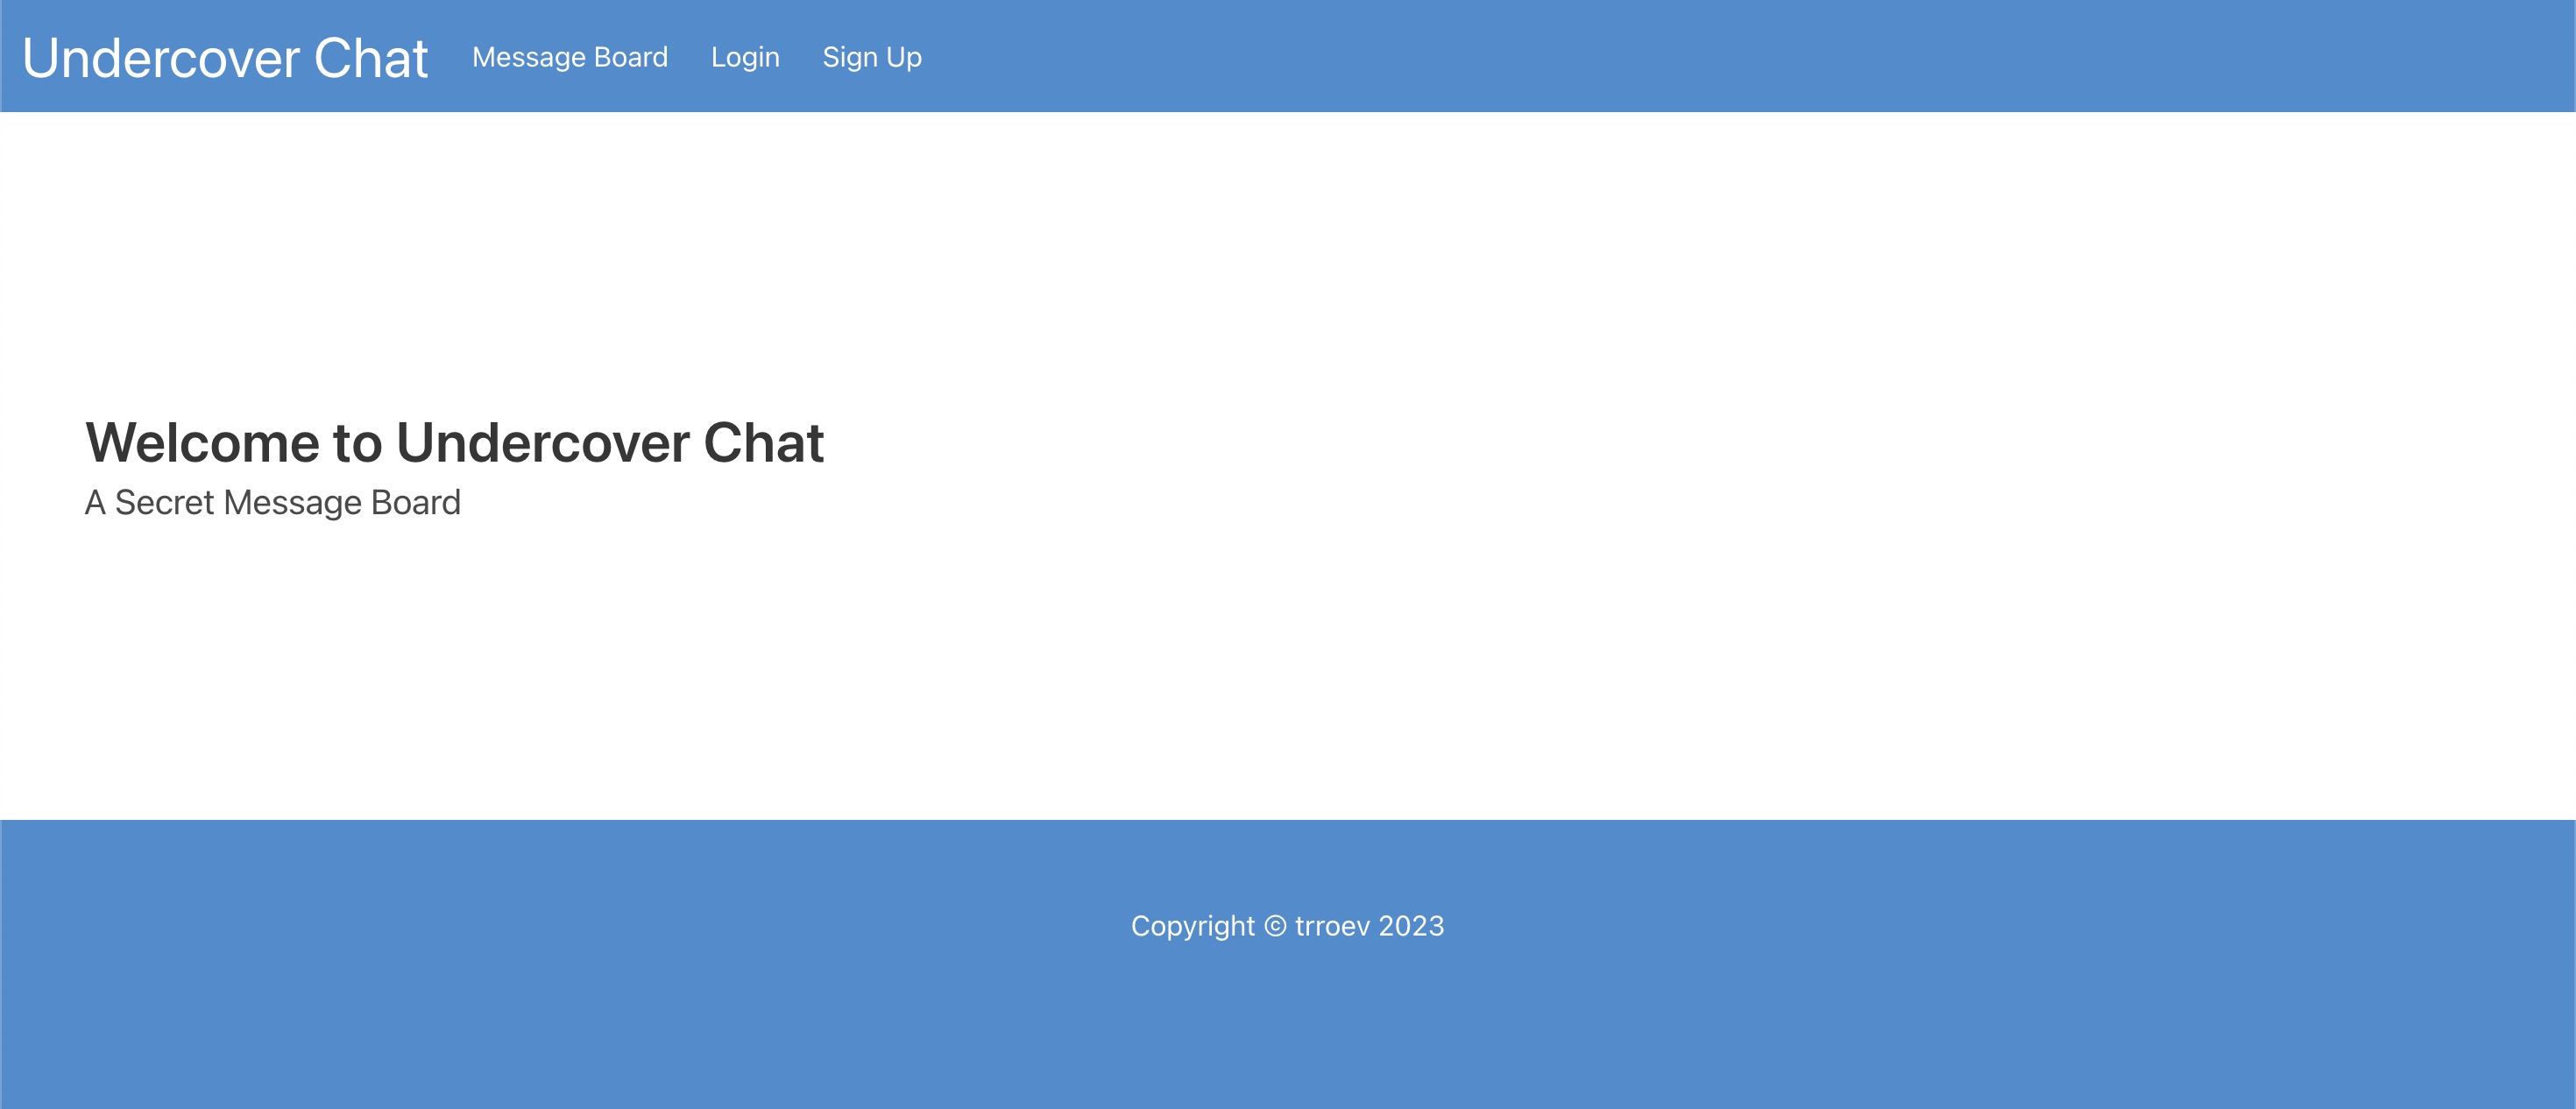 Undercover Chat Message Board Login Sign Up
Welcome to Undercover Chat
A Secret Message Board
Copyright © trroev 2023